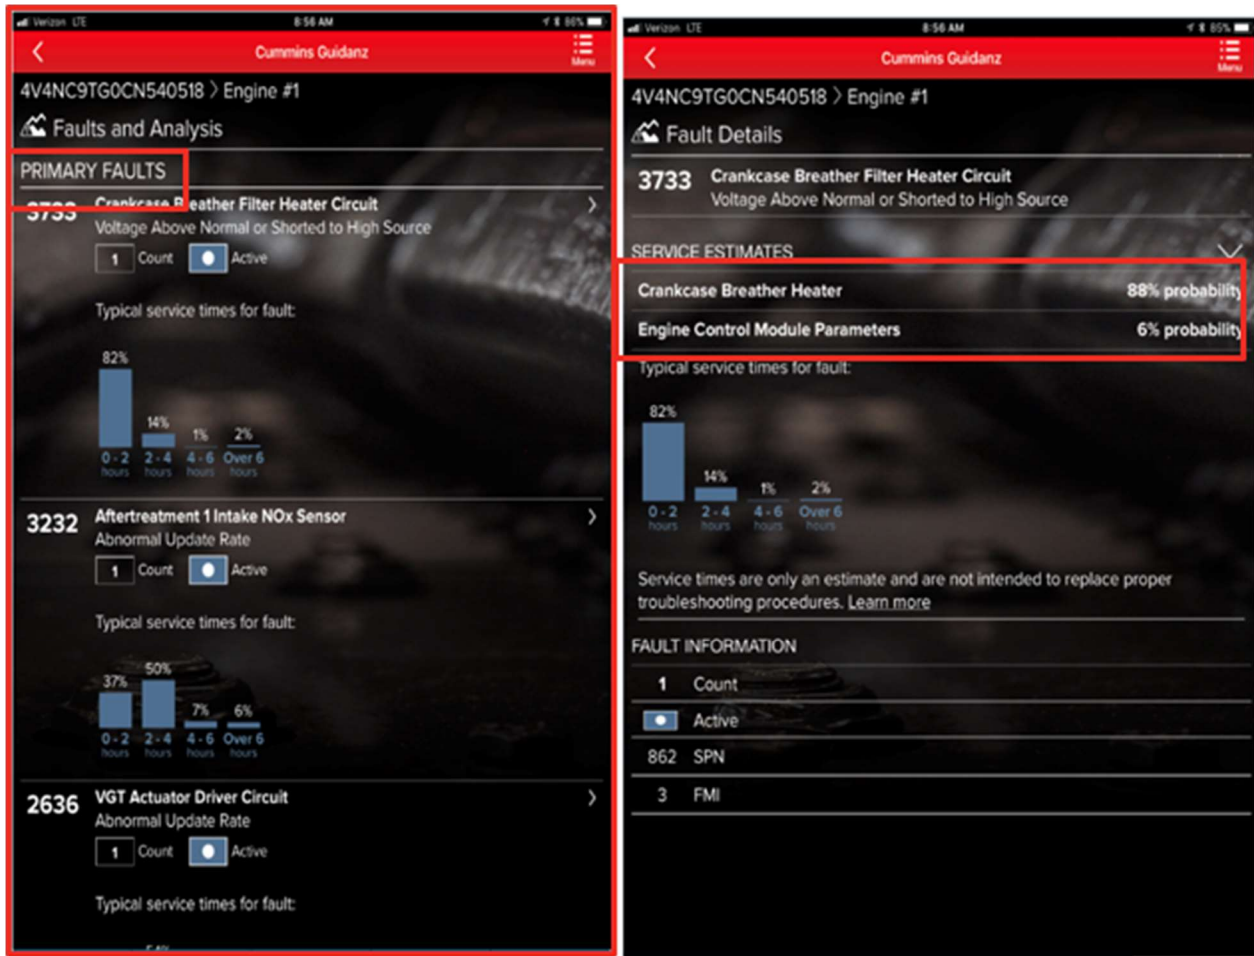 Verizon LTE 8:56 AM 86%
Cummins Guidanz
Menu
4V4NC9TG0CN540518 > Engine #1
Faults and Analysis
PRIMARY FAULTS
3733 Crankcase Breather Filter Heater Circuit
Voltage Above Normal or Shorted to High Source
1 Count Active
Typical service times for fault:
82%
14% 1% 2%
0 - 2 2 - 4 4 - 6 Over 6
hours hours hours hours
3232 Aftertreatment 1 Intake NOx Sensor
Abnormal Update Rate
1 Count Active
Typical service times for fault:
50%
37%
7% 6%
0 - 2 2 - 4 4 - 6 Over 6
hours hours hours hours
2636 VGT Actuator Driver Circuit
Abnormal Update Rate
1 Count Active
Typical service times for fault:
54%
Verizon LTE 8:56 AM 85%
Cummins Guidanz
Menu
4V4NC9TG0CN540518 > Engine #1
Fault Details
3733 Crankcase Breather Filter Heater Circuit
Voltage Above Normal or Shorted to High Source
SERVICE ESTIMATES
Crankcase Breather Heater 88% probability
Engine Control Module Parameters 6% probability
Typical service times for fault:
82%
14% 1% 2%
0 - 2 2 - 4 4 - 6 Over 6
hours hours hours hours
Service times are only an estimate and are not intended to replace proper
troubleshooting procedures. Learn more
FAULT INFORMATION
1 Count
Active
862 SPN
3 FMI